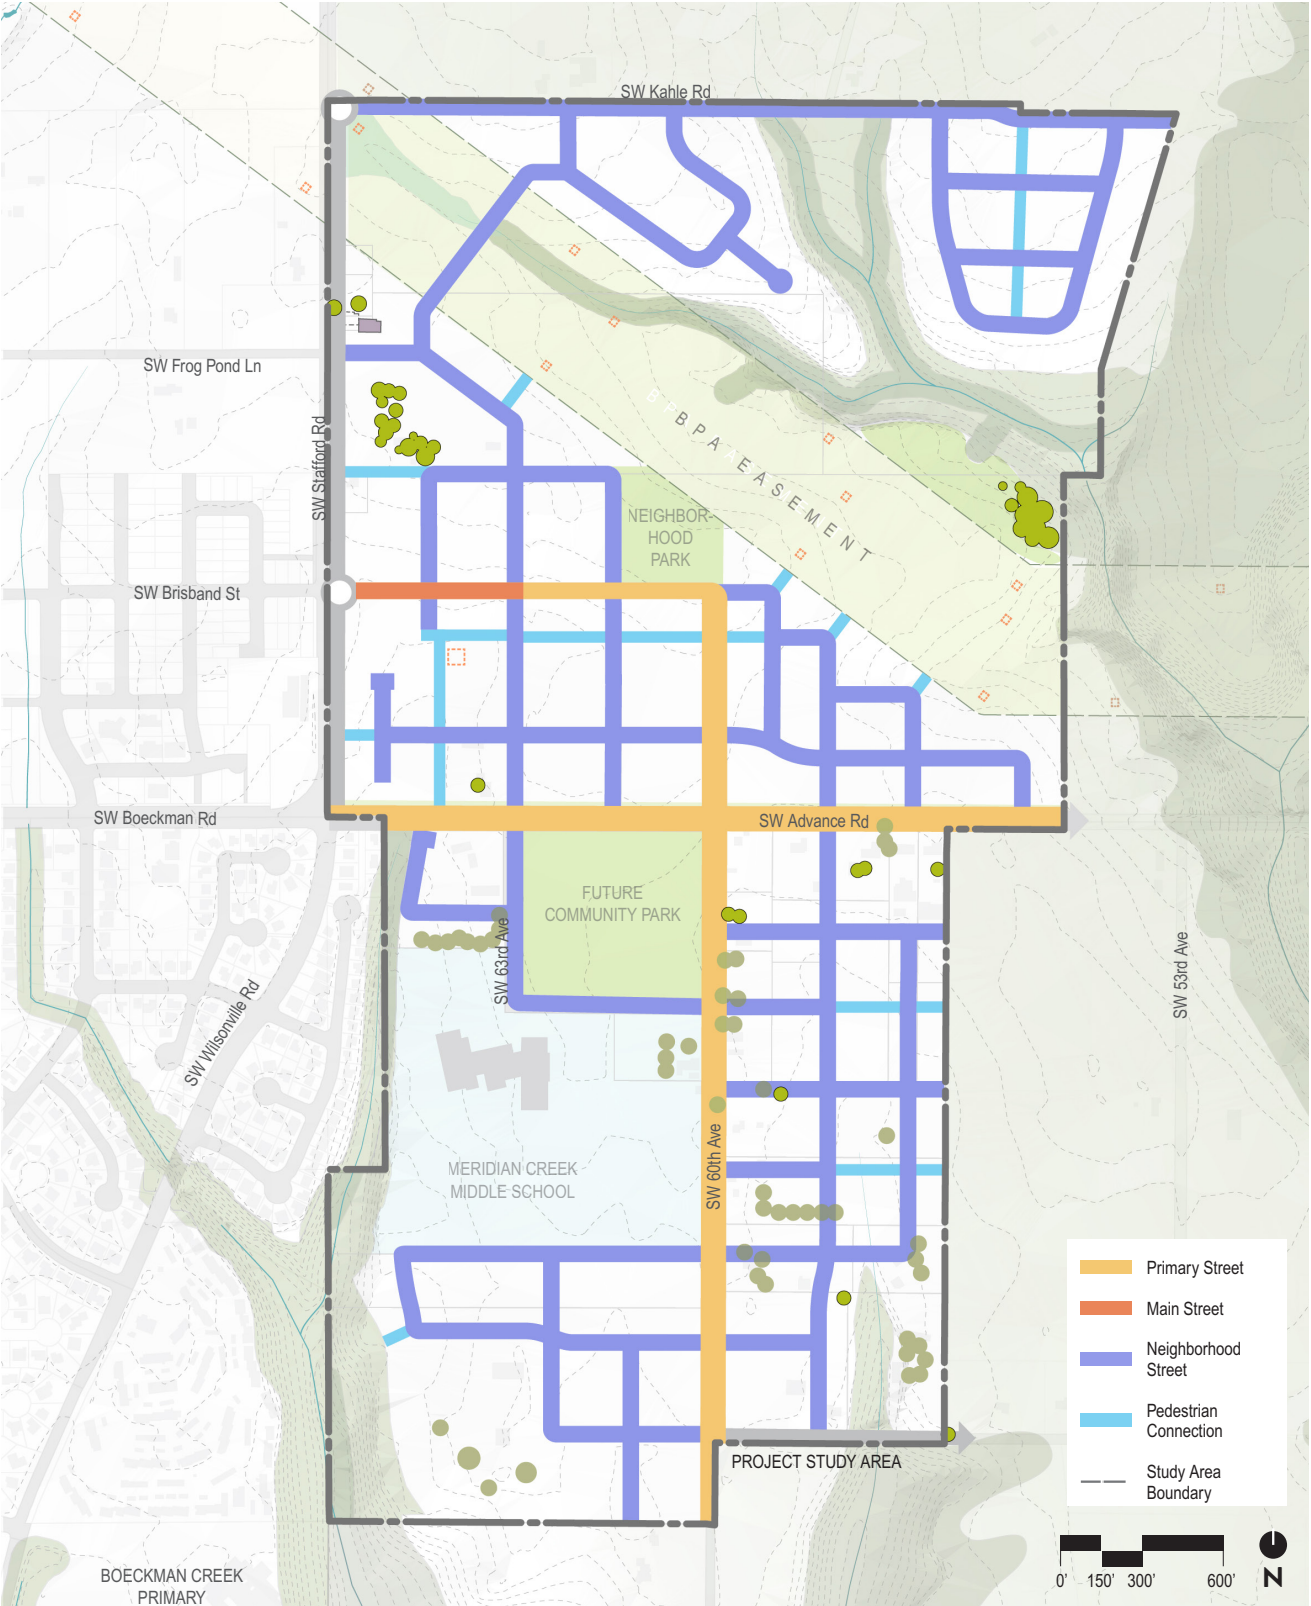 SW Kahle Rd
SW Frog Pond Ln
SW Stafford Rd
BPA EASEMENT
NEIGHBOR-
HOOD
PARK
SW Brisband St
SW Boeckman Rd
SW Advance Rd
FUTURE
COMMUNITY PARK
SW 63rd Ave
SW 53rd Ave
SW Wilsonville Rd
SW 60th Ave
MERIDIAN CREEK
MIDDLE SCHOOL
Primary Street
Main Street
Neighborhood
Street
Pedestrian
Connection
Study Area
Boundary
PROJECT STUDY AREA
BOECKMAN CREEK
PRIMARY
0' 150' 300' 600'
N